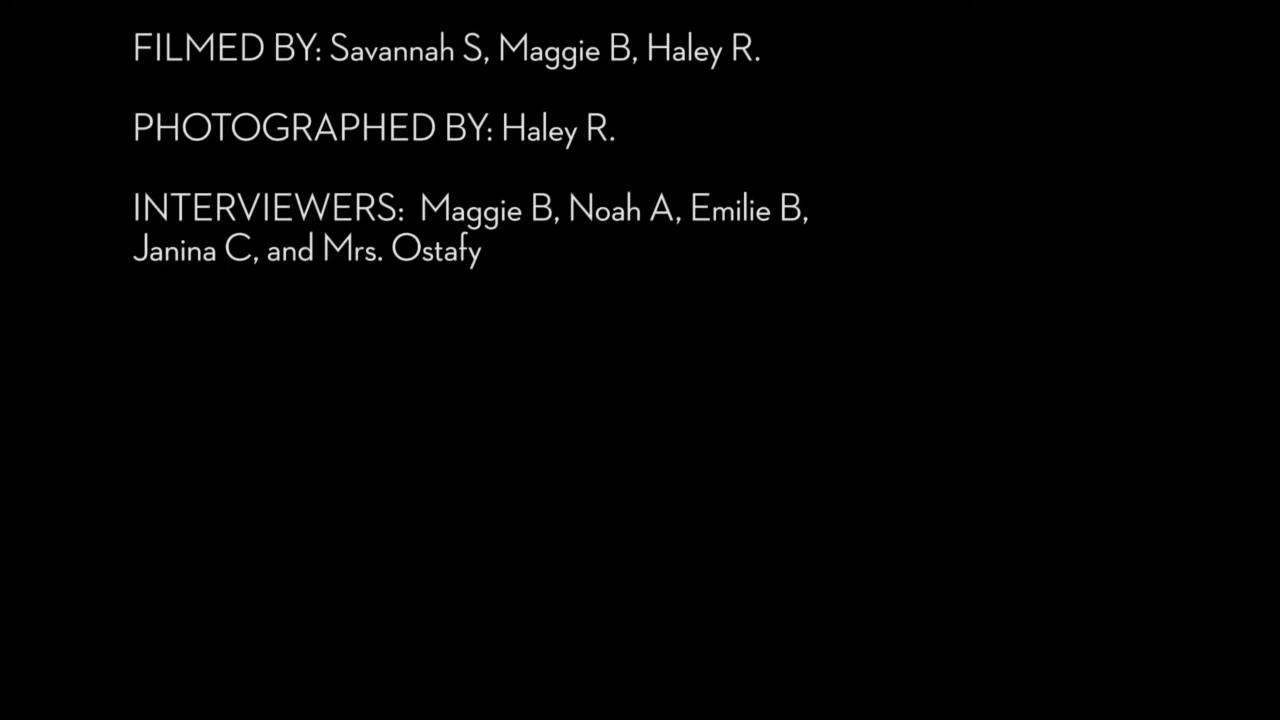 FILMED BY: Savannah S, Maggie B, Haley R.
PHOTOGRAPHED BY: Haley R.
INTERVIEWERS:  Maggie B, Noah A, Emilie B,
Janina C, and Mrs. Ostafy